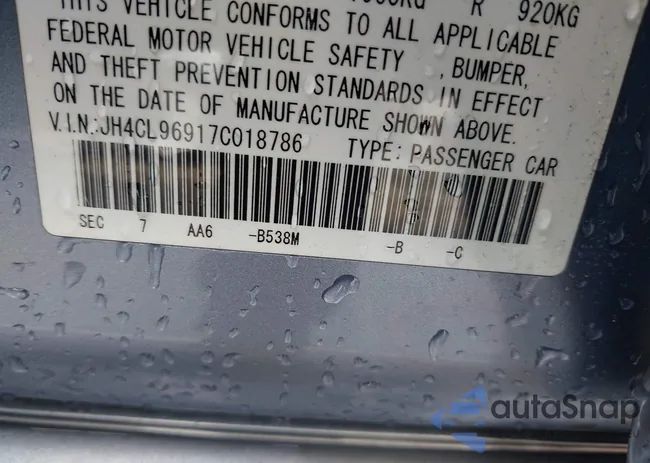 THIS VEHICLE CONFORMS TO ALL APPLICABLE
R 920KG
FEDERAL MOTOR VEHICLE SAFETY , BUMPER,
AND THEFT PREVENTION STANDARDS IN EFFECT
ON THE DATE OF MANUFACTURE SHOWN ABOVE.
V.I.N.:JH4CL96917C018786 TYPE: PASSENGER CAR
SEC 7 AA6 -B538M -B -C
autoSnap